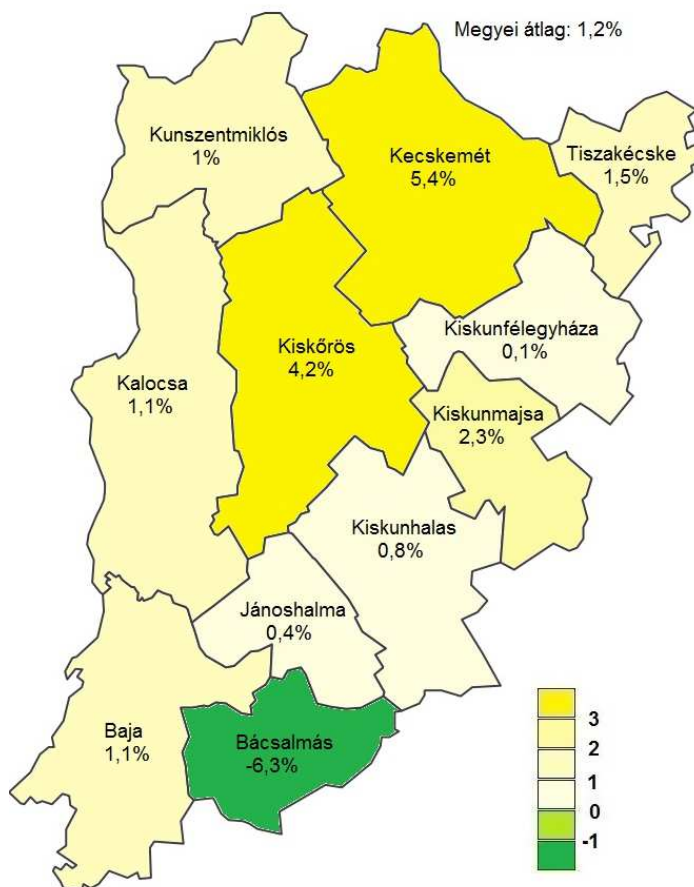 Megyei átlag: 1,2%
Kunszentmiklós
1%
Kecskemét
5,4%
Tiszakécske
1,5%
Kiskunfélegyháza
0,1%
Kiskőrös
4,2%
Kalocsa
1,1%
Kiskunmajsa
2,3%
Kiskunhalas
0,8%
Jánoshalma
0,4%
Baja
1,1%
Bácsalmás
-6,3%
3
2
1
0
-1